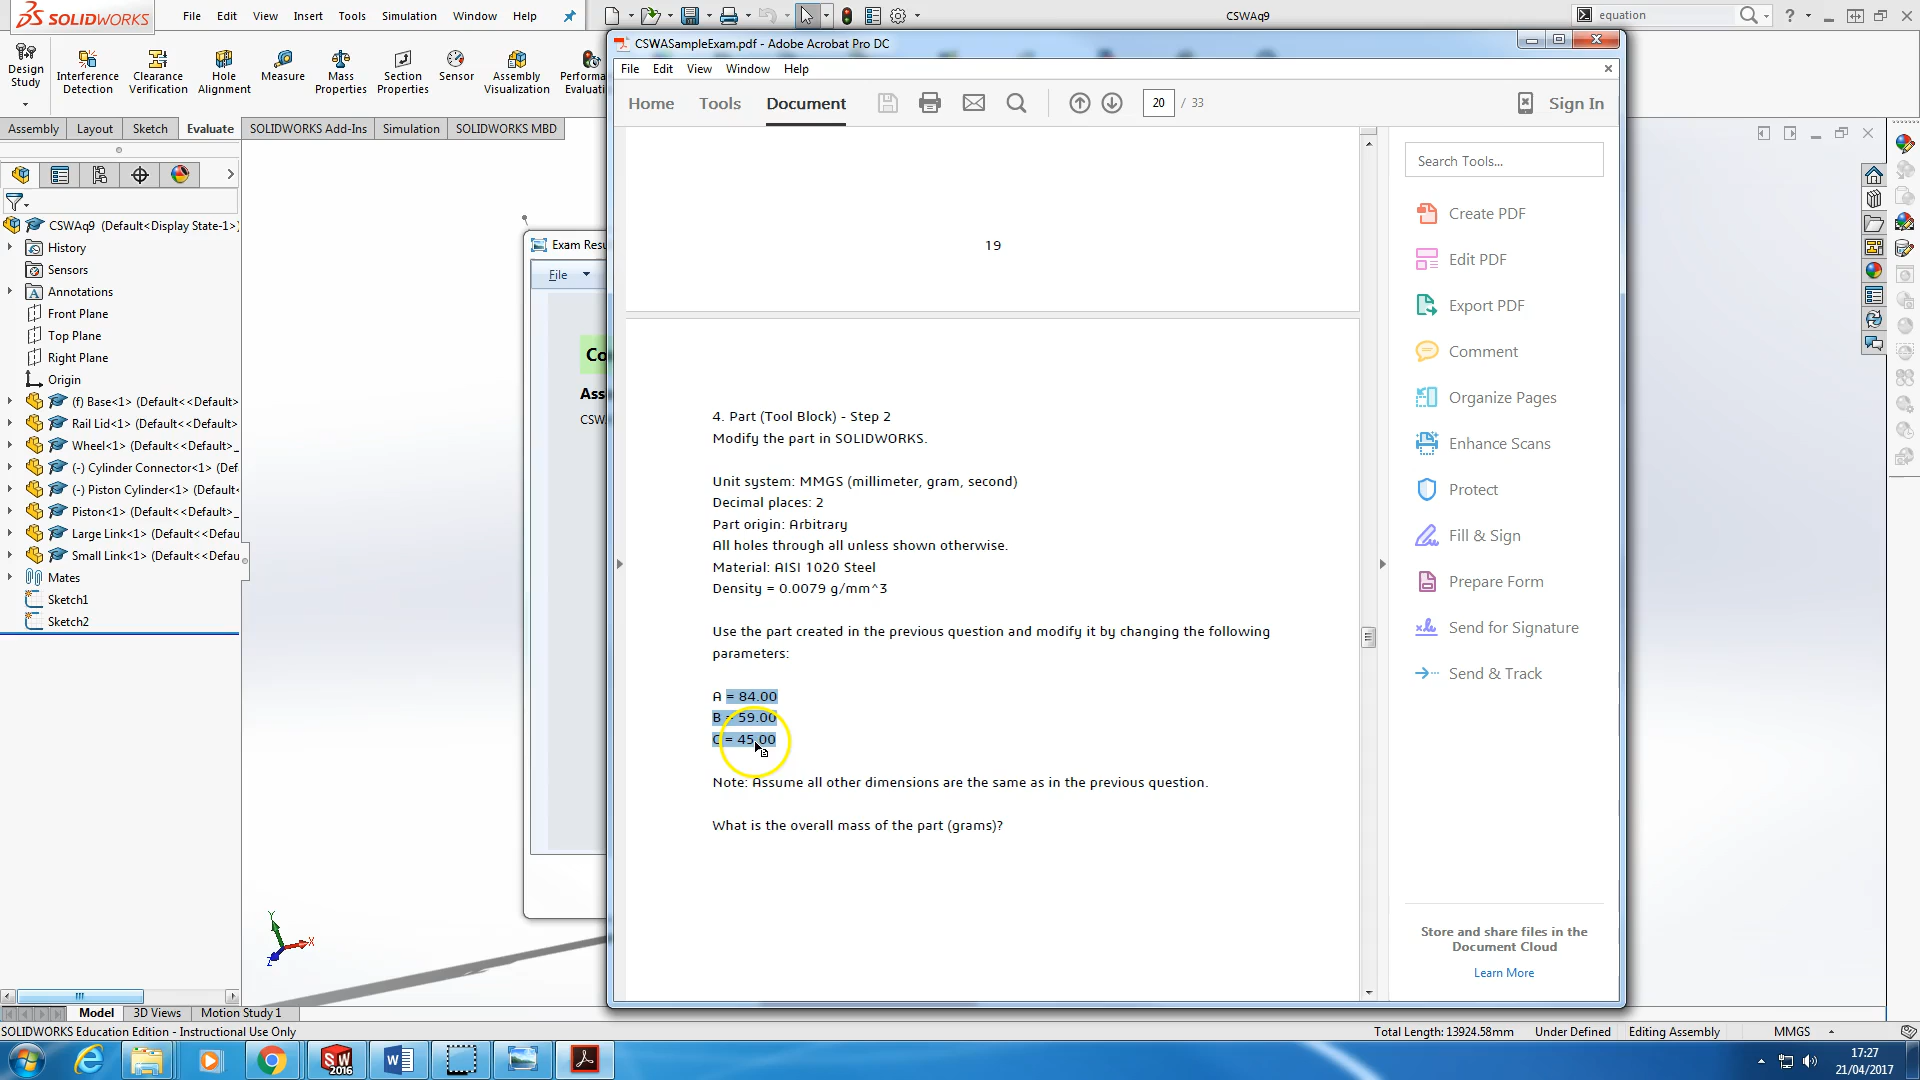 SOLIDWORKS
File Edit View Insert Tools Simulation Window Help
CSWAq9
equation
Design Study
Interference Detection
Clearance Verification
Hole Alignment
Measure
Mass Properties
Section Properties
Sensor
Assembly Visualization
Performa
Evaluati
Assembly Layout Sketch Evaluate SOLIDWORKS Add-Ins Simulation SOLIDWORKS MBD
CSWAq9 (Default<Display State-1>)
History
Sensors
Annotations
Front Plane
Top Plane
Right Plane
Origin
(f) Base<1> (Default<<Default>
Rail Lid<1> (Default<<Default>
Wheel<1> (Default<<Default>_
(-) Cylinder Connector<1> (Def
(-) Piston Cylinder<1> (Default<
Piston<1> (Default<<Default>_
Large Link<1> (Default<<Defau
Small Link<1> (Default<<Defau
Mates
Sketch1
Sketch2
Exam Resu
File
Co
Ass
CSW
CSWASampleExam.pdf - Adobe Acrobat Pro DC
File Edit View Window Help
Home Tools Document
20 / 33
Sign In
19
4. Part (Tool Block) - Step 2
Modify the part in SOLIDWORKS.
Unit system: MMGS (millimeter, gram, second)
Decimal places: 2
Part origin: Arbitrary
All holes through all unless shown otherwise.
Material: AISI 1020 Steel
Density = 0.0079 g/mm^3
Use the part created in the previous question and modify it by changing the following
parameters:
A = 84.00
B = 59.00
C = 45.00
Note: Assume all other dimensions are the same as in the previous question.
What is the overall mass of the part (grams)?
Search Tools...
Create PDF
Edit PDF
Export PDF
Comment
Organize Pages
Enhance Scans
Protect
Fill & Sign
Prepare Form
Send for Signature
Send & Track
Store and share files in the
Document Cloud
Learn More
Y
X
Z
Model 3D Views Motion Study 1
SOLIDWORKS Education Edition - Instructional Use Only
Total Length: 13924.58mm Under Defined Editing Assembly MMGS
SW 2016
17:27
21/04/2017